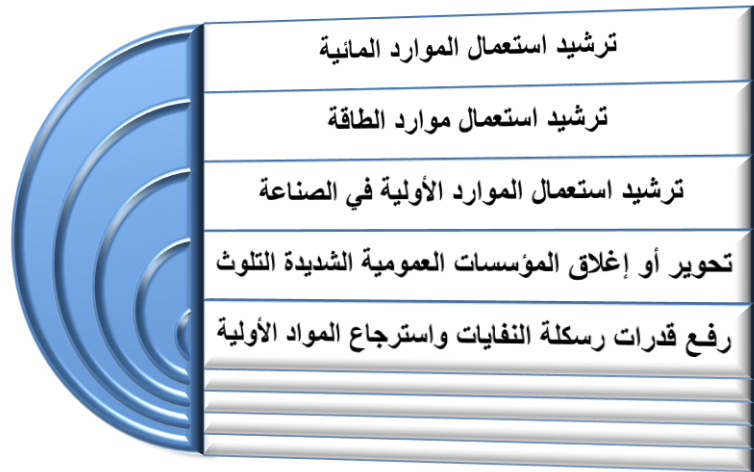 ترشيد استعمال الموارد المائية
ترشيد استعمال موارد الطاقة
ترشيد استعمال الموارد الأولية في الصناعة
تحوير أو إغلاق المؤسسات العمومية الشديدة التلوث
رفع قدرات رسكلة النفايات واسترجاع المواد الأولية